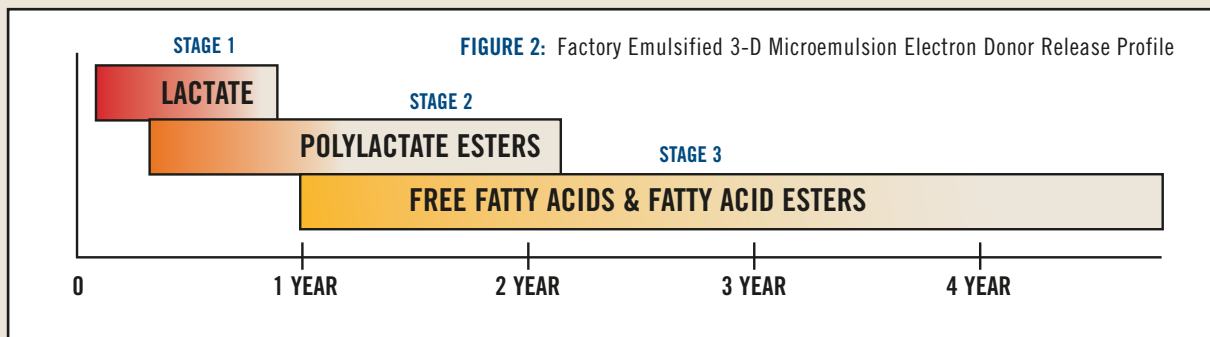 STAGE 1
FIGURE 2: Factory Emulsified 3-D Microemulsion Electron Donor Release Profile
LACTATE
STAGE 2
POLYLACTATE ESTERS
STAGE 3
FREE FATTY ACIDS & FATTY ACID ESTERS
0
1 YEAR
2 YEAR
3 YEAR
4 YEAR